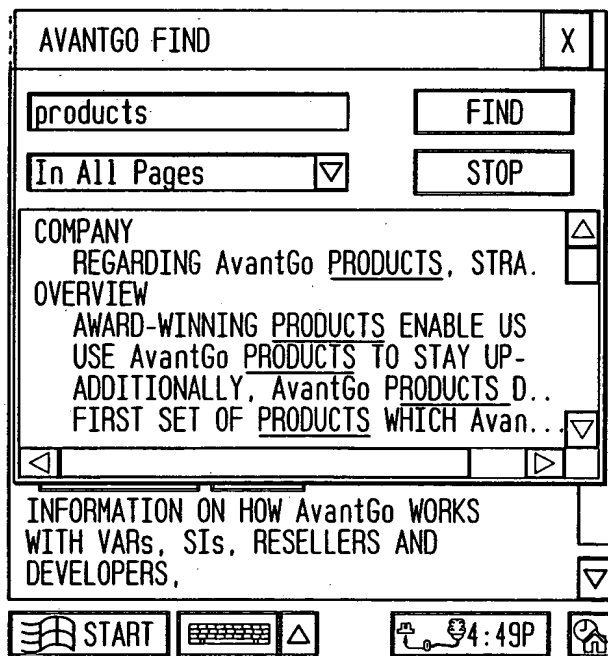 AVANTGO FIND X
products FIND
In All Pages STOP
COMPANY
REGARDING AvantGo PRODUCTS, STRA.
OVERVIEW
AWARD-WINNING PRODUCTS ENABLE US
USE AvantGo PRODUCTS TO STAY UP-
ADDITIONALLY, AvantGo PRODUCTS D..
FIRST SET OF PRODUCTS WHICH Avan...
INFORMATION ON HOW AvantGo WORKS
WITH VARs, SIs, RESELLERS AND
DEVELOPERS,
START 4:49P